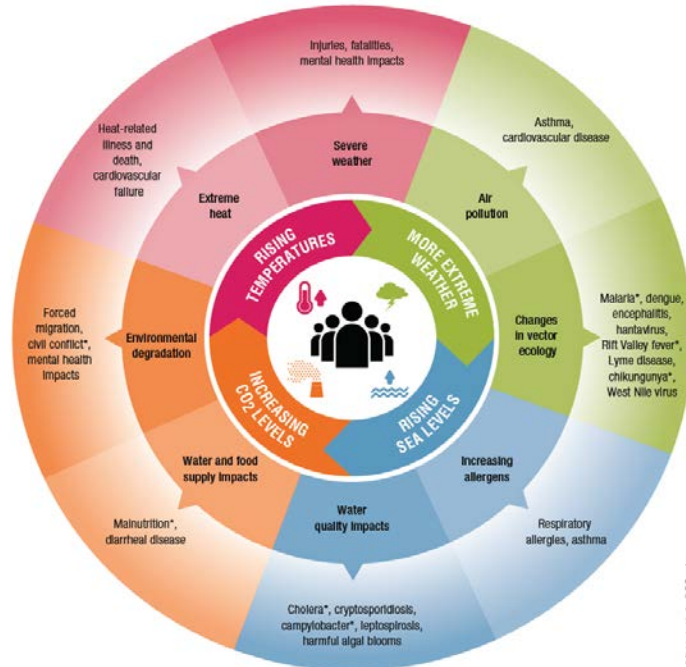 Injuries, fatalities,
mental health impacts
Severe
weather
Asthma,
cardiovascular disease
Air
pollution
Malaria*, dengue,
encephalitis,
hantavirus,
Rift Valley fever*,
Lyme disease,
chikungunya*,
West Nile virus
Changes
in vector
ecology
Respiratory
allergies, asthma
Increasing
allergens
Cholera*, cryptosporidiosis,
campylobacter*, leptospirosis,
harmful algal blooms
Water
quality impacts
Malnutrition*,
diarrheal disease
Water and food
supply impacts
Forced
migration,
civil conflict*,
mental health
impacts
Environmental
degradation
Heat-related
illness and
death,
cardiovascular
failure
Extreme
heat
RISING
TEMPERATURES
MORE EXTREME
WEATHER
RISING
SEA LEVELS
INCREASING
CO2 LEVELS